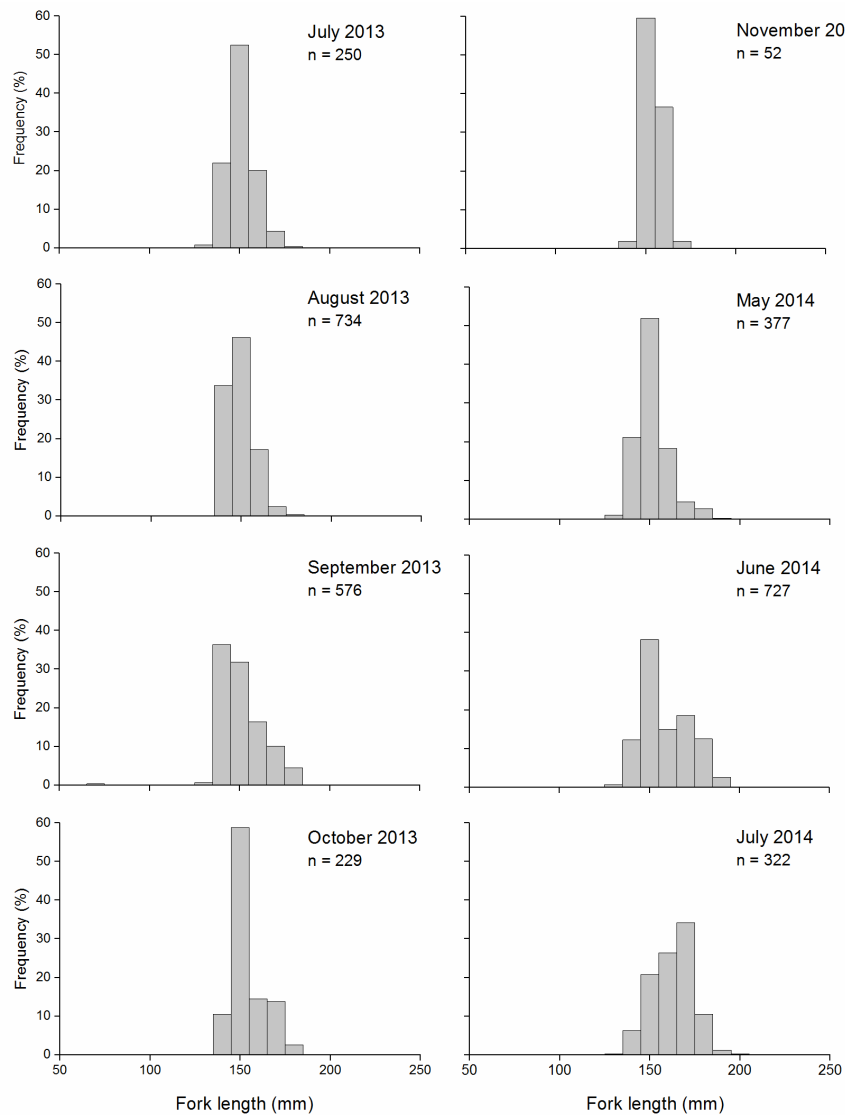 60
50
40
30
20
10
0
Frequency (%)
July 2013
n = 250
November 20
n = 52
60
50
40
30
20
10
0
Frequency (%)
August 2013
n = 734
May 2014
n = 377
60
50
40
30
20
10
0
Frequency (%)
September 2013
n = 576
June 2014
n = 727
60
50
40
30
20
10
0
Frequency (%)
October 2013
n = 229
July 2014
n = 322
50 100 150 200 250
50 100 150 200 250
Fork length (mm)
Fork length (mm)